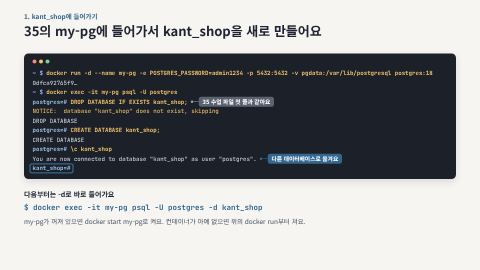 1. kant_shop에 들어가기
35의 my-pg에 들어가서 kant_shop을 새로 만들어요
~ $ docker run -d --name my-pg -e POSTGRES_PASSWORD=admin1234 -p 5432:5432 -v pgdata:/var/lib/postgresql postgres:18
0dfca92765f9…
~ $ docker exec -it my-pg psql -U postgres
postgres=# DROP DATABASE IF EXISTS kant_shop; ← 35 수업 파일 첫 줄과 같아요
NOTICE: database "kant_shop" does not exist, skipping
DROP DATABASE
postgres=# CREATE DATABASE kant_shop;
CREATE DATABASE
postgres=# \c kant_shop
You are now connected to database "kant_shop" as user "postgres". ← 다른 데이터베이스로 옮겨요
kant_shop=#
다음부터는 -d로 바로 들어가요
$ docker exec -it my-pg psql -U postgres -d kant_shop
my-pg가 꺼져 있으면 docker start my-pg로 켜요. 컨테이너가 아예 없으면 위의 docker run부터 쳐요.